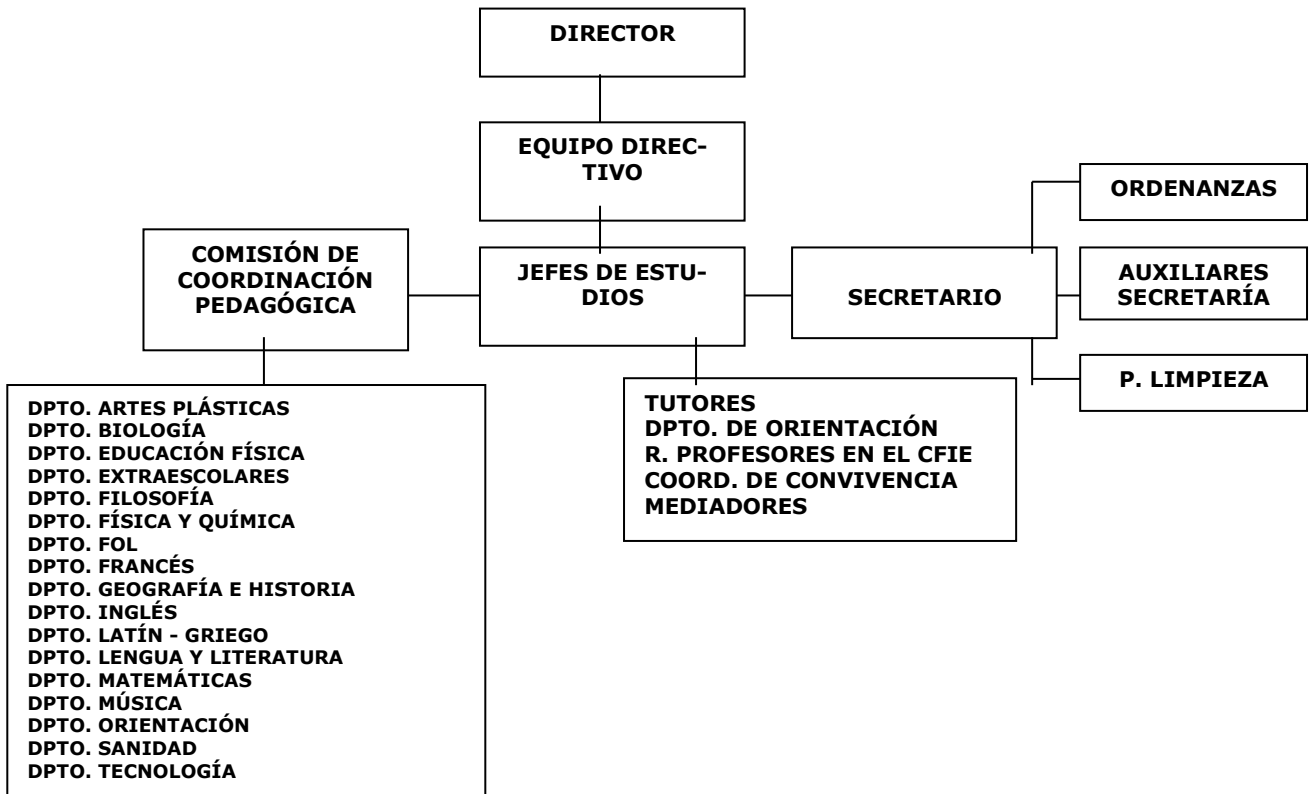 DIRECTOR
EQUIPO DIREC-
TIVO
COMISIÓN DE
COORDINACIÓN
PEDAGÓGICA
JEFES DE ESTU-
DIOS
SECRETARIO
ORDENANZAS
AUXILIARES
SECRETARÍA
P. LIMPIEZA
DPTO. ARTES PLÁSTICAS
DPTO. BIOLOGÍA
DPTO. EDUCACIÓN FÍSICA
DPTO. EXTRAESCOLARES
DPTO. FILOSOFÍA
DPTO. FÍSICA Y QUÍMICA
DPTO. FOL
DPTO. FRANCÉS
DPTO. GEOGRAFÍA E HISTORIA
DPTO. INGLÉS
DPTO. LATÍN - GRIEGO
DPTO. LENGUA Y LITERATURA
DPTO. MATEMÁTICAS
DPTO. MÚSICA
DPTO. ORIENTACIÓN
DPTO. SANIDAD
DPTO. TECNOLOGÍA
TUTORES
DPTO. DE ORIENTACIÓN
R. PROFESORES EN EL CFIE
COORD. DE CONVIVENCIA
MEDIADORES